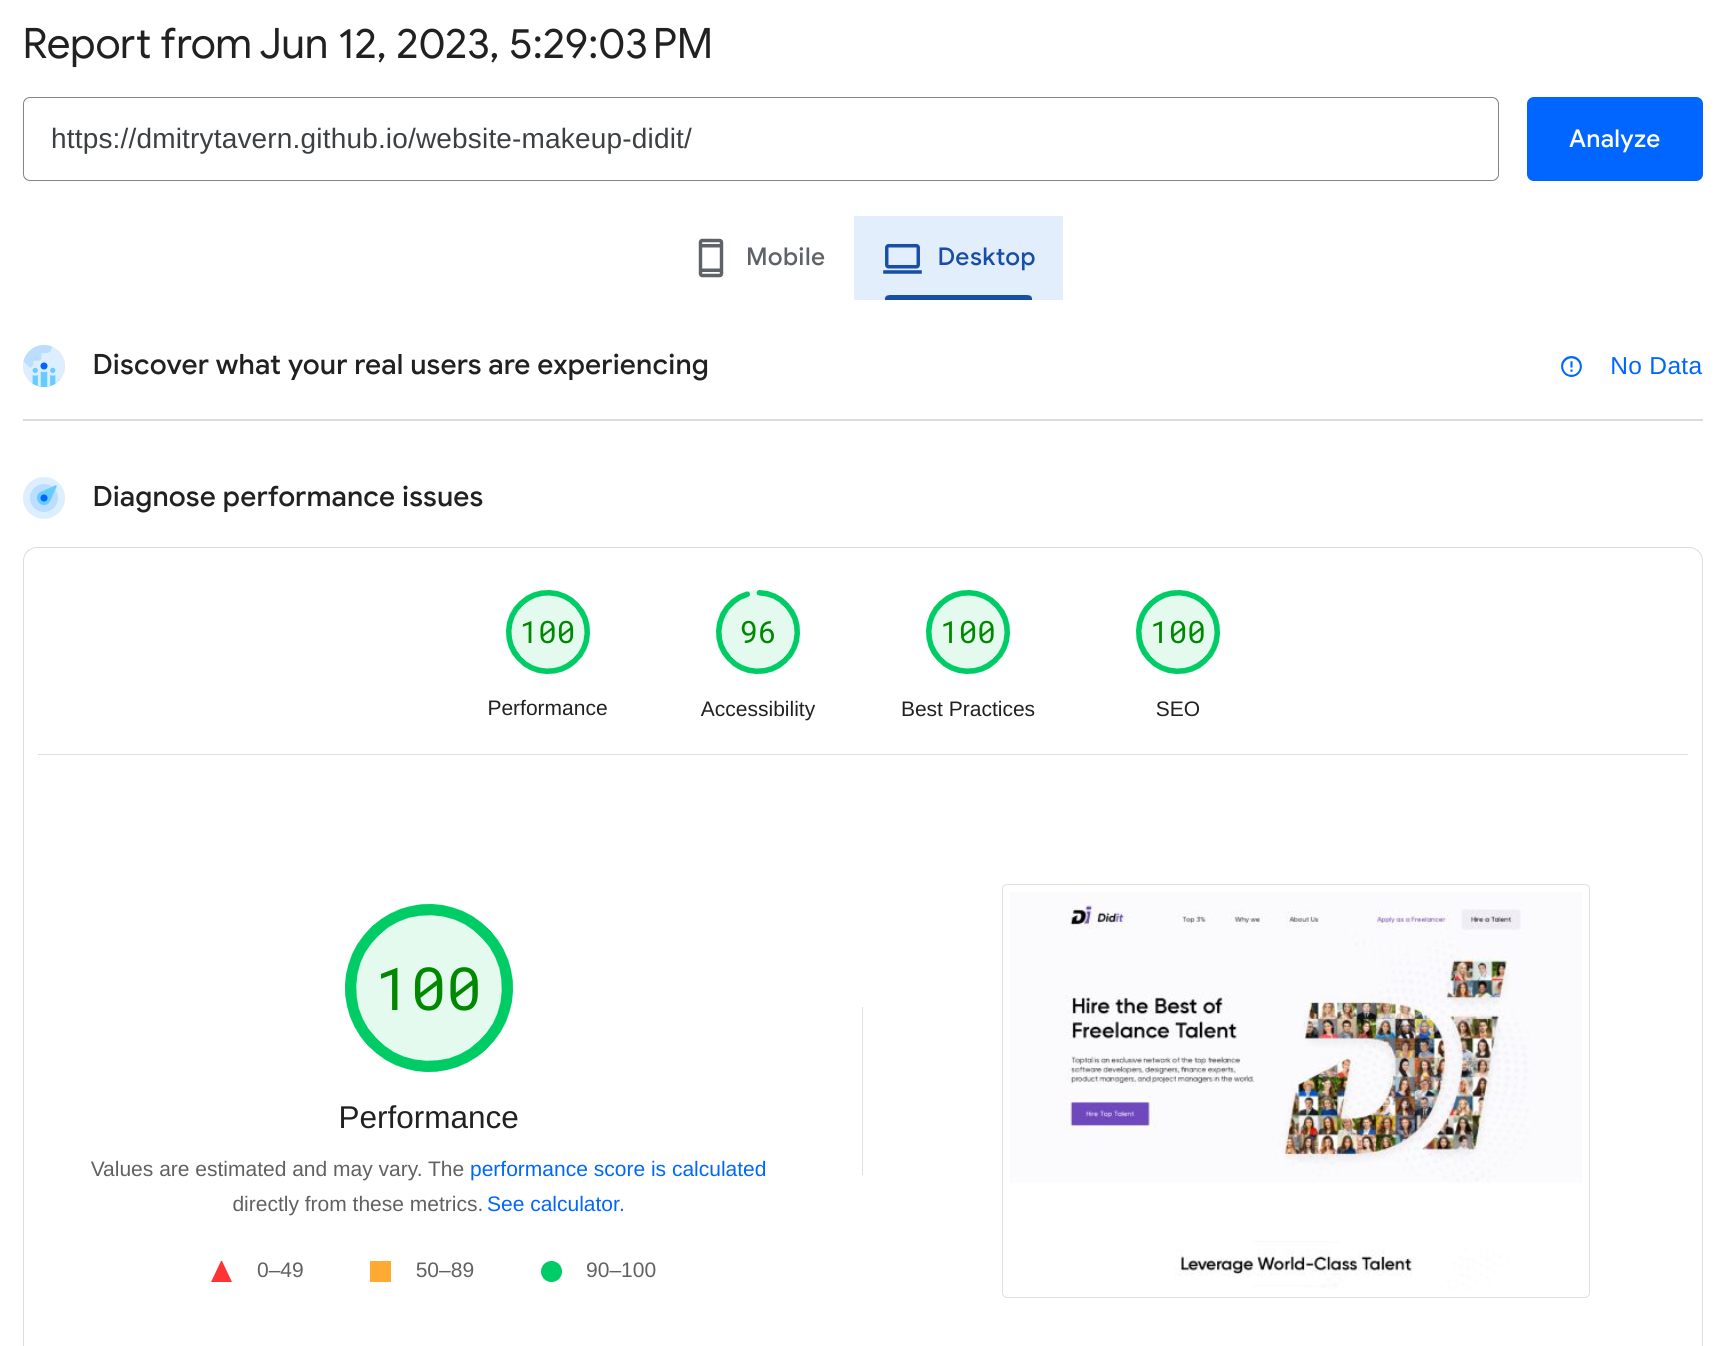 Report from Jun 12, 2023, 5:29:03 PM
https://dmitrytavern.github.io/website-makeup-didit/
Analyze
Mobile
Desktop
Discover what your real users are experiencing
No Data
Diagnose performance issues
100
96
100
100
Performance
Accessibility
Best Practices
SEO
100
Performance
Values are estimated and may vary. The performance score is calculated
directly from these metrics. See calculator.
0–49
50–89
90–100
Di Didit
Top 3%
Why we
About Us
Apply as a Freelancer
Hire a Talent
Hire the Best of
Freelance Talent
Toptal is an exclusive network of the top freelance
software developers, designers, finance experts,
product managers, and project managers in the world.
Hire Top Talent
Di
Leverage World-Class Talent